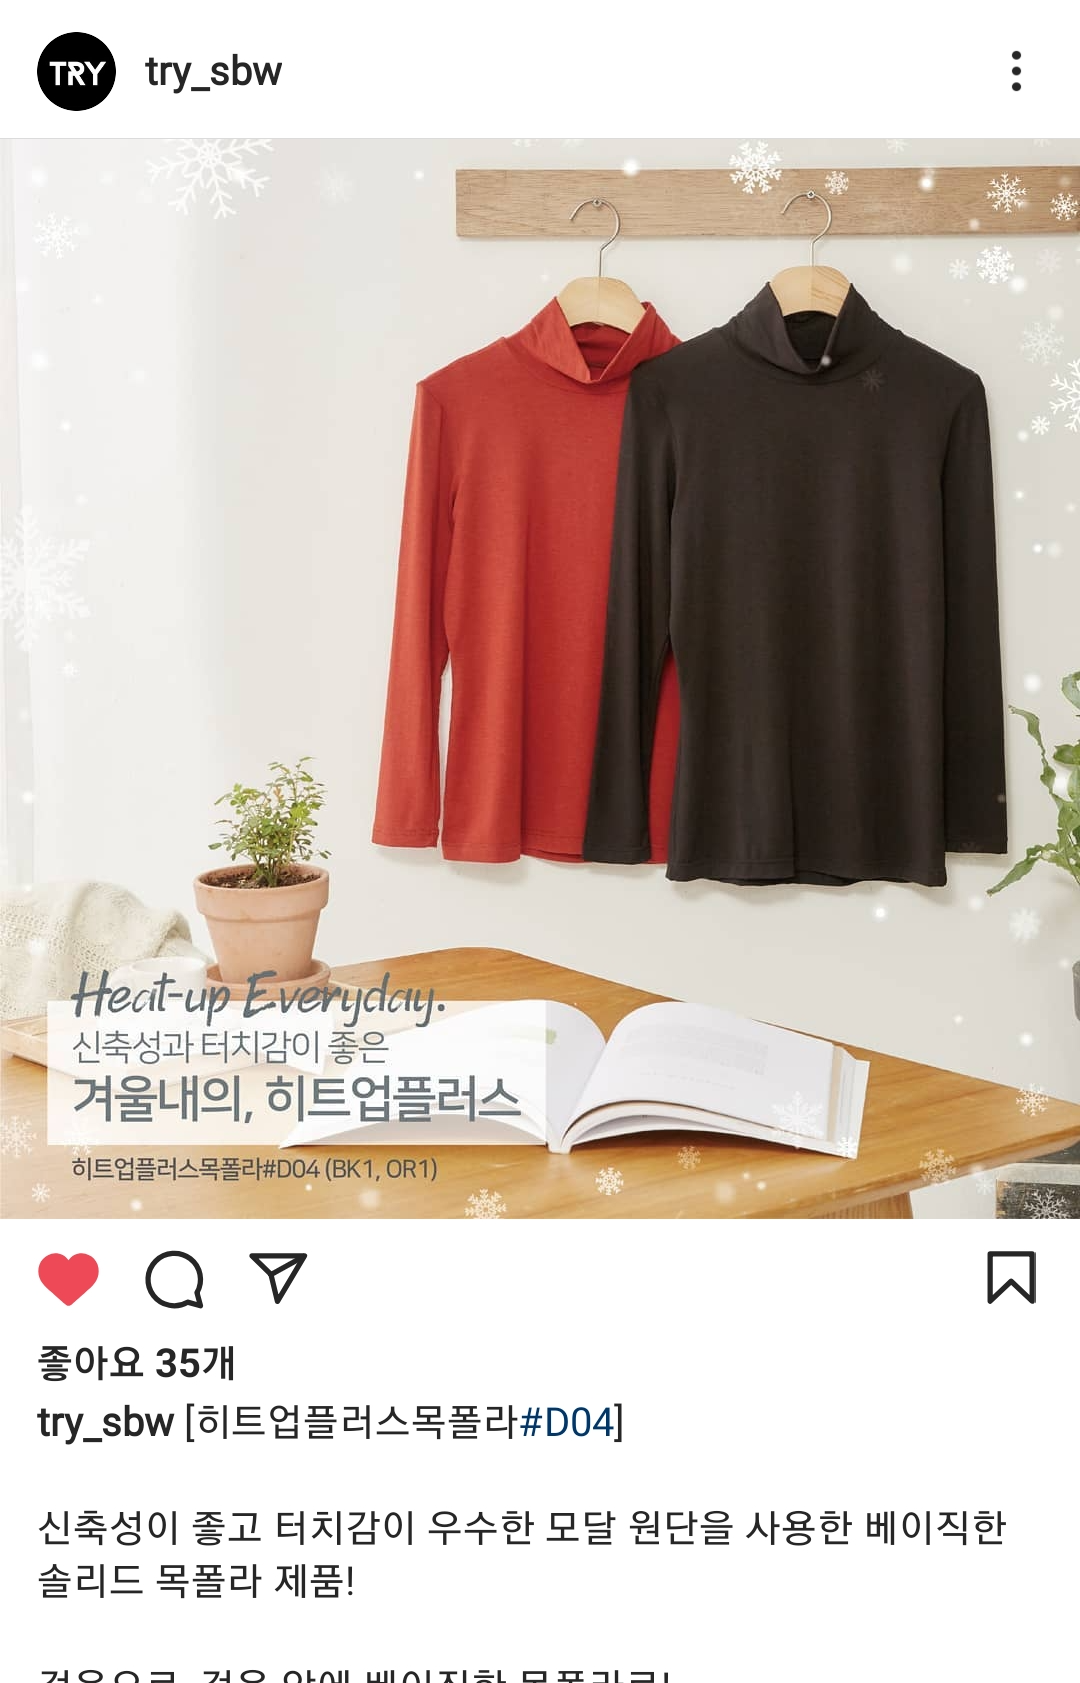 TRY
try_sbw
Heat-up Everyday.
신축성과 터치감이 좋은
겨울내의, 히트업플러스
히트업플러스목폴라#D04 (BK1, OR1)
좋아요 35개
try_sbw [히트업플러스목폴라#D04]
신축성이 좋고 터치감이 우수한 모달 원단을 사용한 베이직한
솔리드 목폴라 제품!